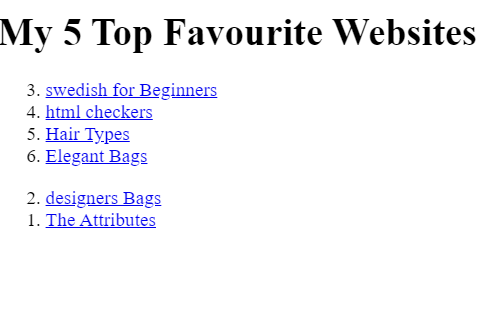 My 5 Top Favourite Websites
3. swedish for Beginners
4. html checkers
5. Hair Types
6. Elegant Bags
2. designers Bags
1. The Attributes